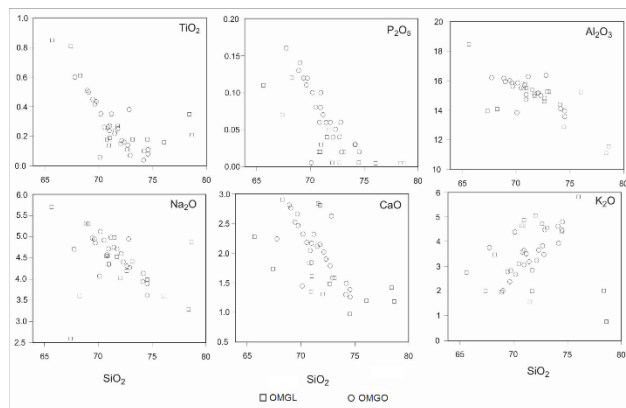 TiO2
1.0
0.8
0.6
0.4
0.2
0.0
65 70 75 80
P2O5
0.20
0.15
0.10
0.05
0.00
65 70 75 80
Al2O3
20
18
16
14
12
10
65 70 75 80
Na2O
6.0
5.5
5.0
4.5
4.0
3.5
3.0
2.5
65 70 75 80
SiO2
CaO
3.0
2.5
2.0
1.5
1.0
0.5
65 70 75 80
SiO2
K2O
6
5
4
3
2
1
0
65 70 75 80
SiO2
OMGL OMGO